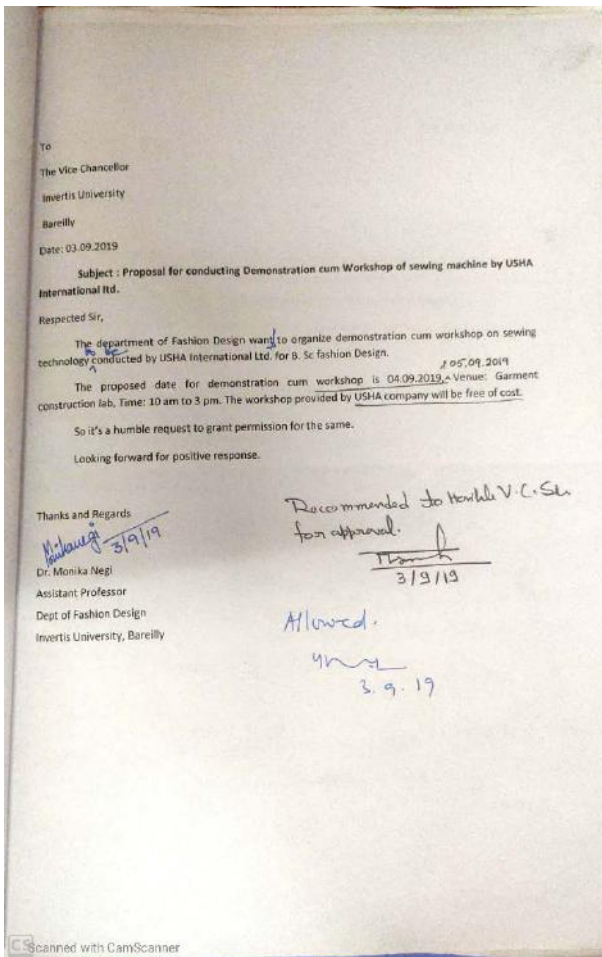 To
The Vice Chancellor
Invertis University
Bareilly
Date: 03.09.2019
Subject : Proposal for conducting Demonstration cum Workshop of sewing machine by USHA
International ltd.
Respected Sir,
The department of Fashion Design wants to organize demonstration cum workshop on sewing
to be
technology conducted by USHA International Ltd. for B. Sc fashion Design.
& 05.09.2019
The proposed date for demonstration cum workshop is 04.09.2019, Venue: Garment
construction lab, Time: 10 am to 3 pm. The workshop provided by USHA company will be free of cost.
So it's a humble request to grant permission for the same.
Looking forward for positive response.
Recommended to Hon'ble V.C. Sir
for approval.
3/9/19
Thanks and Regards
3/9/19
Dr. Monika Negi
Assistant Professor
Dept of Fashion Design
Invertis University, Bareilly
Allowed.
3.9.19
CS Scanned with CamScanner